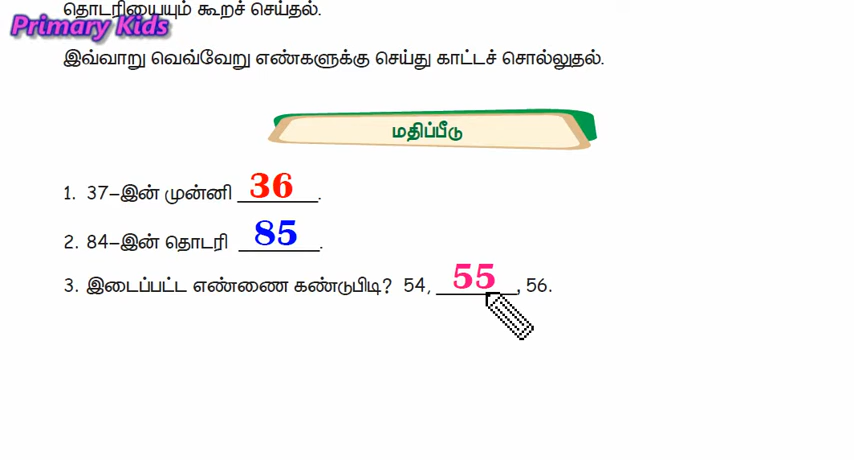 தொடரியையும் கூறச் செய்தல்.
Primary Kids
இவ்வாறு வெவ்வேறு எண்களுக்கு செய்து காட்டச் சொல்லுதல்.
மதிப்பீடு
1. 37–இன் முன்னி 36.
2. 84–இன் தொடரி 85.
3. இடைப்பட்ட எண்ணை கண்டுபிடி? 54, 55, 56.